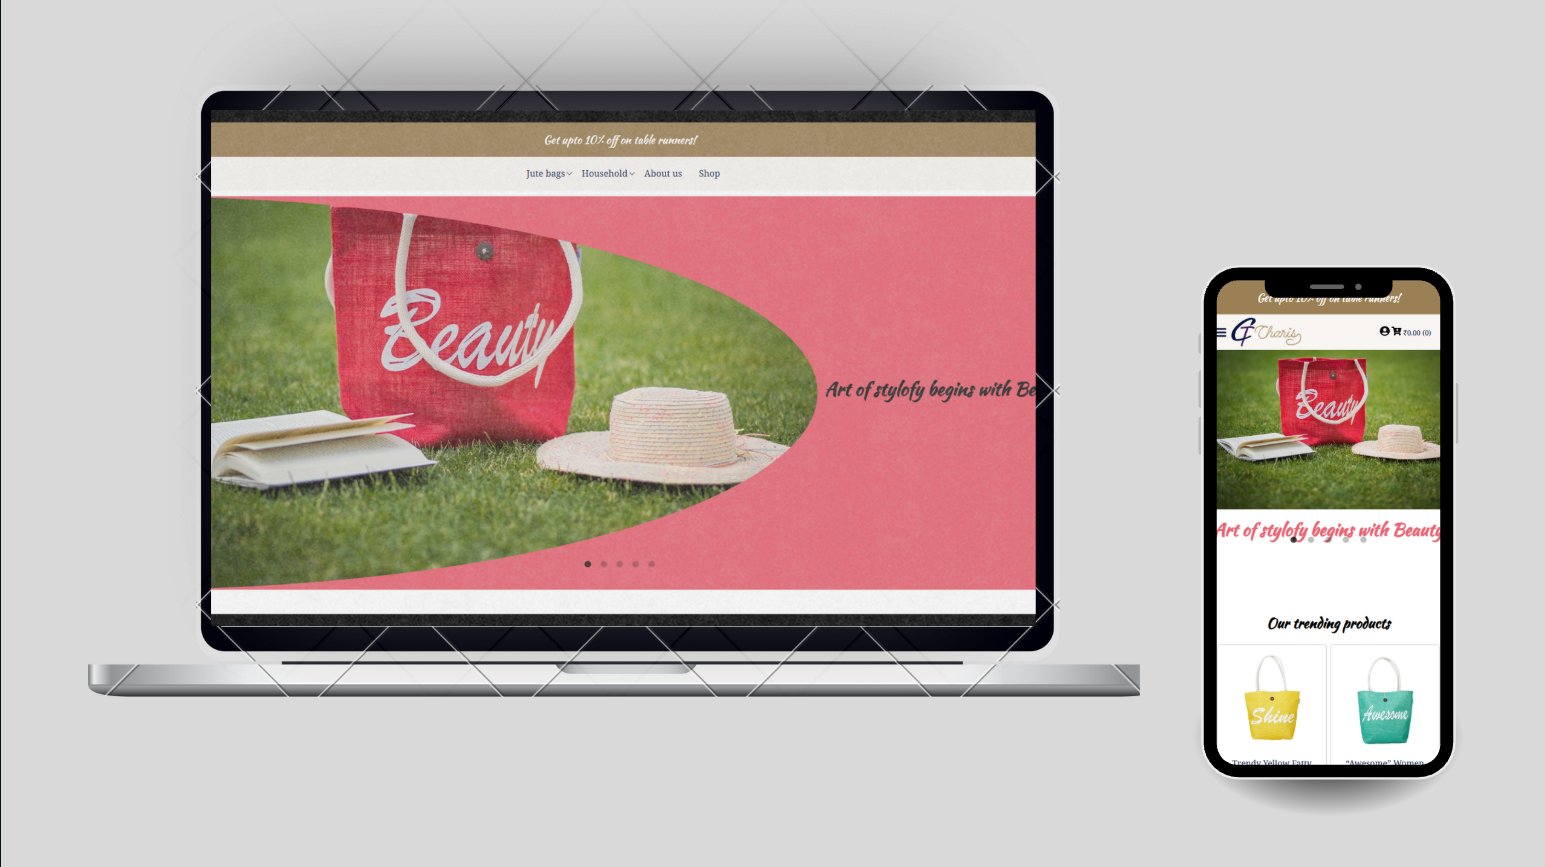 Get upto 10% off on table runners!
Jute bags Household About us Shop
Beauty
Art of stylofy begins with Be
Get upto 10% off on table runners!
CT Tharis
₹0.00 (0)
Beauty
Art of stylofy begins with Beauty
Our trending products
Shine
Awesome
Trendy Yellow Fatty
"Awesome" Women